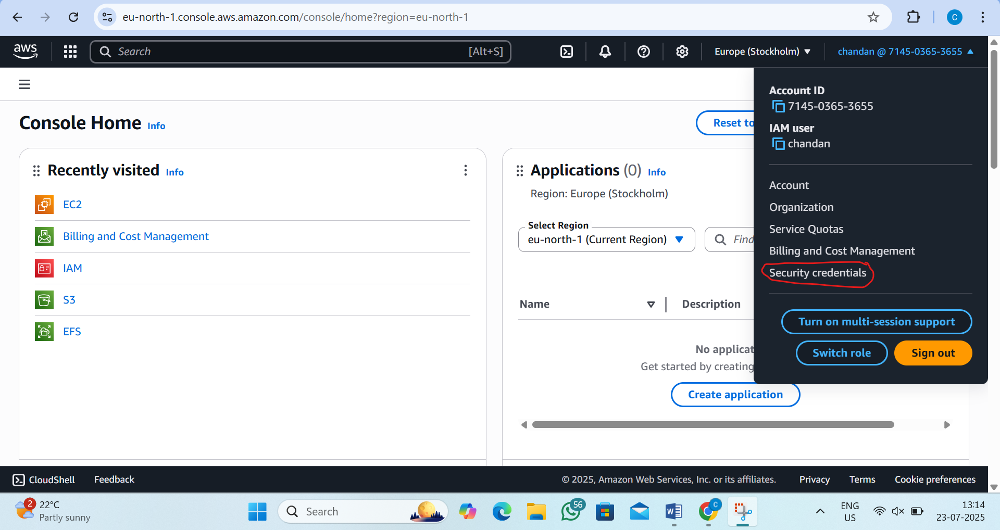 eu-north-1.console.aws.amazon.com/console/home?region=eu-north-1
C
aws
Search
[Alt+S]
Europe (Stockholm)
chandan @ 7145-0365-3655
Account ID
7145-0365-3655
IAM user
chandan
Account
Organization
Service Quotas
Billing and Cost Management
Security credentials
Turn on multi-session support
Switch role
Sign out
Console Home Info
Reset to
Recently visited Info
EC2
Billing and Cost Management
IAM
S3
EFS
Applications (0) Info
Region: Europe (Stockholm)
Select Region
eu-north-1 (Current Region)
Find
Name
Description
No applicat
Get started by creating
Create application
CloudShell
Feedback
© 2025, Amazon Web Services, Inc. or its affiliates.
Privacy
Terms
Cookie preferences
2
22°C
Partly sunny
Search
56
W
C
ENG
US
13:14
23-07-2025